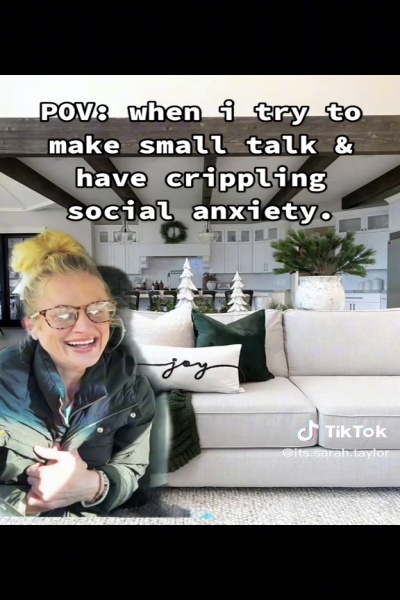 POV: when i try to
make small talk &
have crippling
social anxiety.
joy
TikTok
@its.sarah.taylor